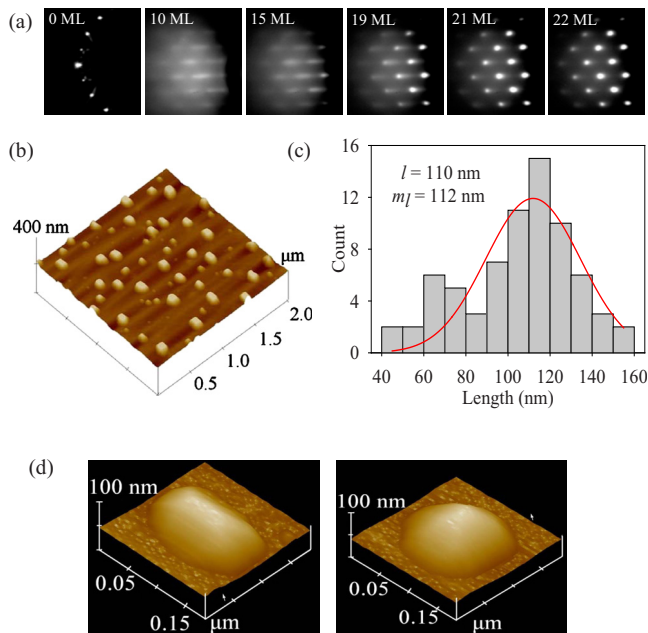 (a)
0 ML 10 ML 15 ML 19 ML 21 ML 22 ML
(b)
400 nm
μm
2.0
1.5
1.0
0.5
(c)
16
12
8
4
0
Count
l = 110 nm
ml = 112 nm
40 60 80 100 120 140 160
Length (nm)
(d)
100 nm
0.05
0.15
μm
100 nm
0.05
0.15
μm